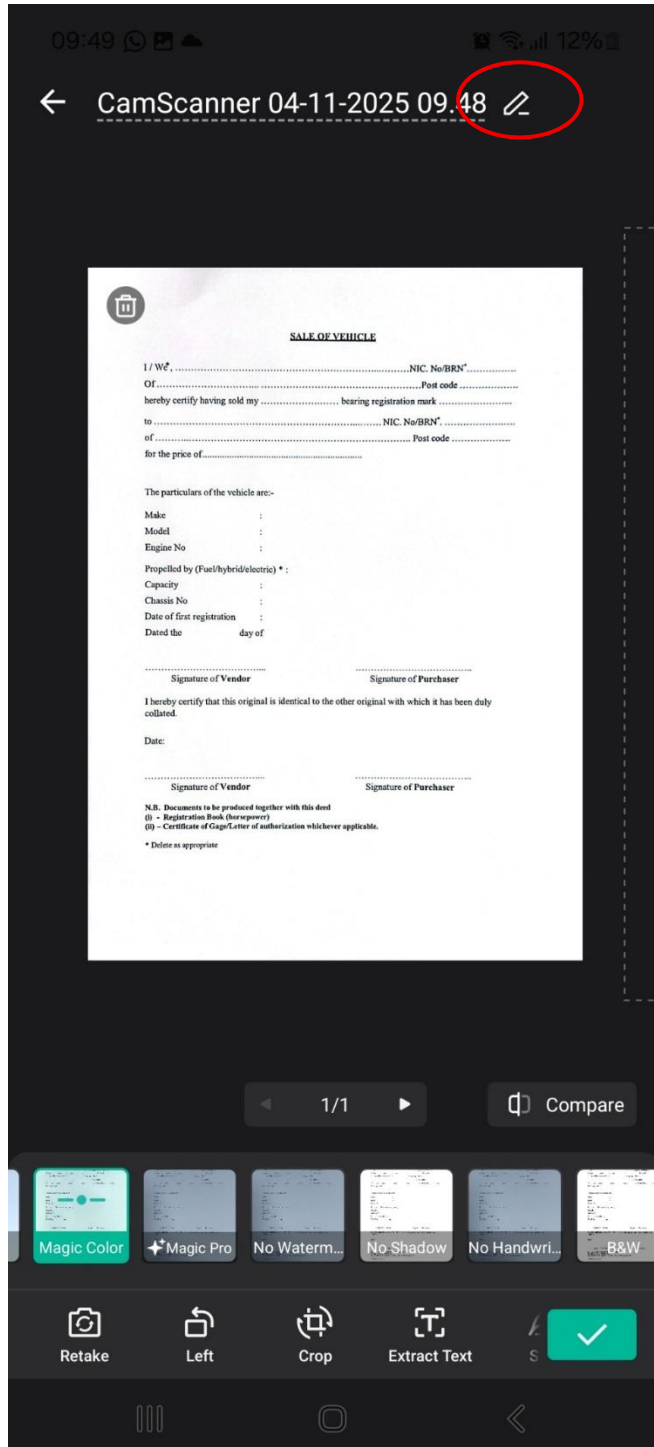 09:49 12%
CamScanner 04-11-2025 09.48
SALE OF VEHICLE
I / We*, ..........................................................................NIC. No/BRN*................
Of.................................................................................Post code ...................
hereby certify having sold my ......................... bearing registration mark ........................
to .......................................................................... NIC. No/BRN*. ........................
of ................................................................................ Post code ...................
for the price of....................................................
The particulars of the vehicle are:-
Make :
Model :
Engine No :
Propelled by (Fuel/hybrid/electric) * :
Capacity :
Chassis No :
Date of first registration :
Dated the day of
Signature of Vendor Signature of Purchaser
I hereby certify that this original is identical to the other original with which it has been duly
collated.
Date:
Signature of Vendor Signature of Purchaser
N.B. Documents to be produced together with this deed
(i) - Registration Book (horsepower)
(ii) – Certificate of Gage/Letter of authorization whichever applicable.
* Delete as appropriate
1/1 Compare
Magic Color Magic Pro No Waterm... No Shadow No Handwri... B&W
Retake Left Crop Extract Text S